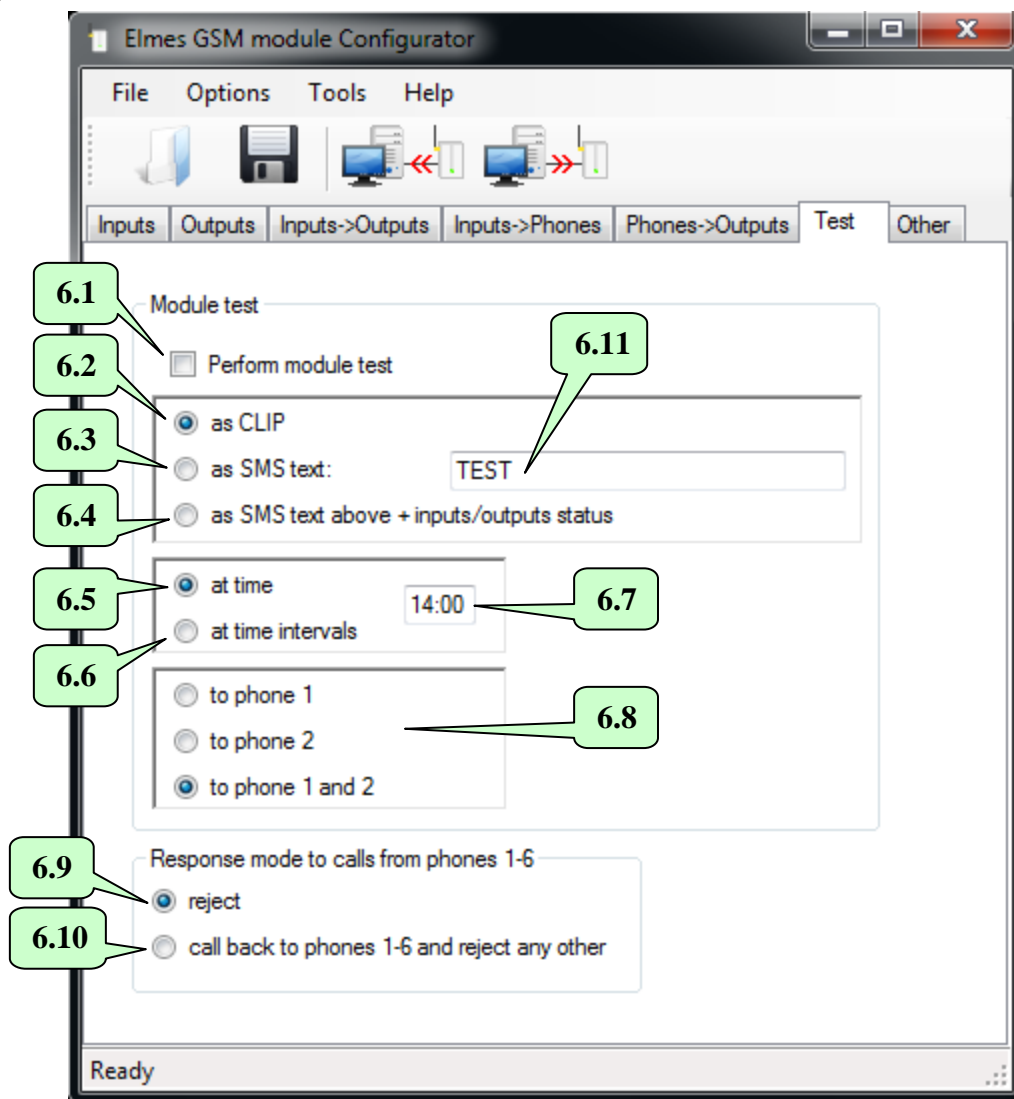 Elmes GSM module Configurator
File Options Tools Help
Inputs Outputs Inputs->Outputs Inputs->Phones Phones->Outputs Test Other
6.1
Module test
6.11
Perform module test
6.2
as CLIP
6.3
as SMS text: TEST
6.4
as SMS text above + inputs/outputs status
6.5
at time
14:00
6.7
6.6
at time intervals
to phone 1
6.8
to phone 2
to phone 1 and 2
6.9
Response mode to calls from phones 1-6
reject
6.10
call back to phones 1-6 and reject any other
Ready